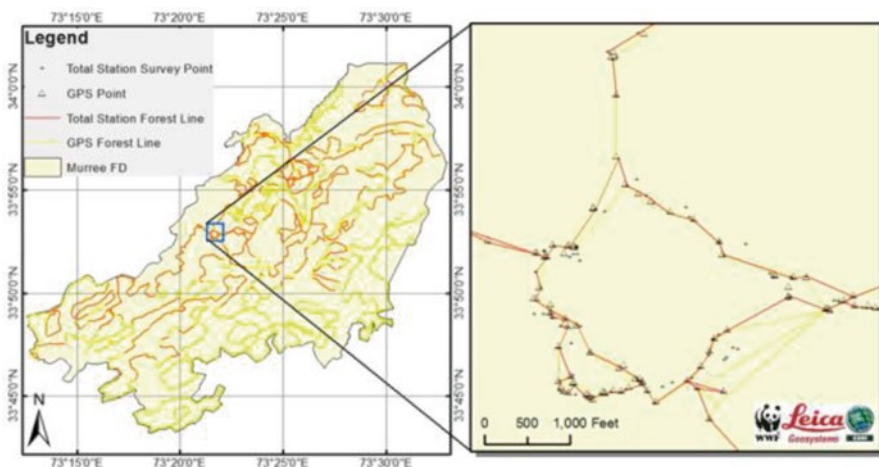 73°15'0"E 73°20'0"E 73°25'0"E 73°30'0"E
Legend
Total Station Survey Point
GPS Point
Total Station Forest Line
GPS Forest Line
Murree FD
34°0'0"N
33°55'0"N
33°50'0"N
33°45'0"N
34°0'0"N
33°55'0"N
33°50'0"N
33°45'0"N
N
73°15'0"E 73°20'0"E 73°25'0"E 73°30'0"E
0 500 1,000 Feet
WWF
Leica
Geosystems